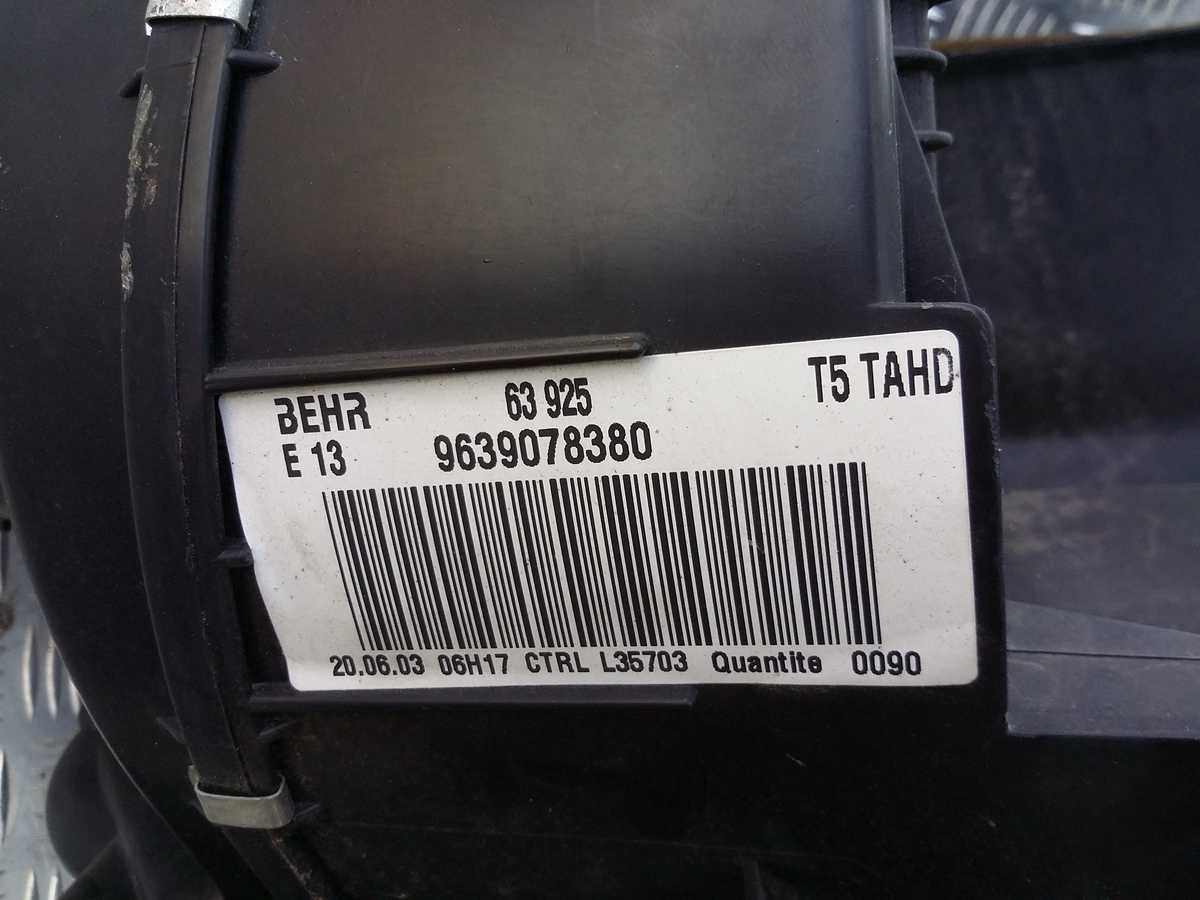 BEHR 63 925 T5 TAHD
E 13 9639078380
20.06.03 06H17 CTRL L35703 Quantite 0090